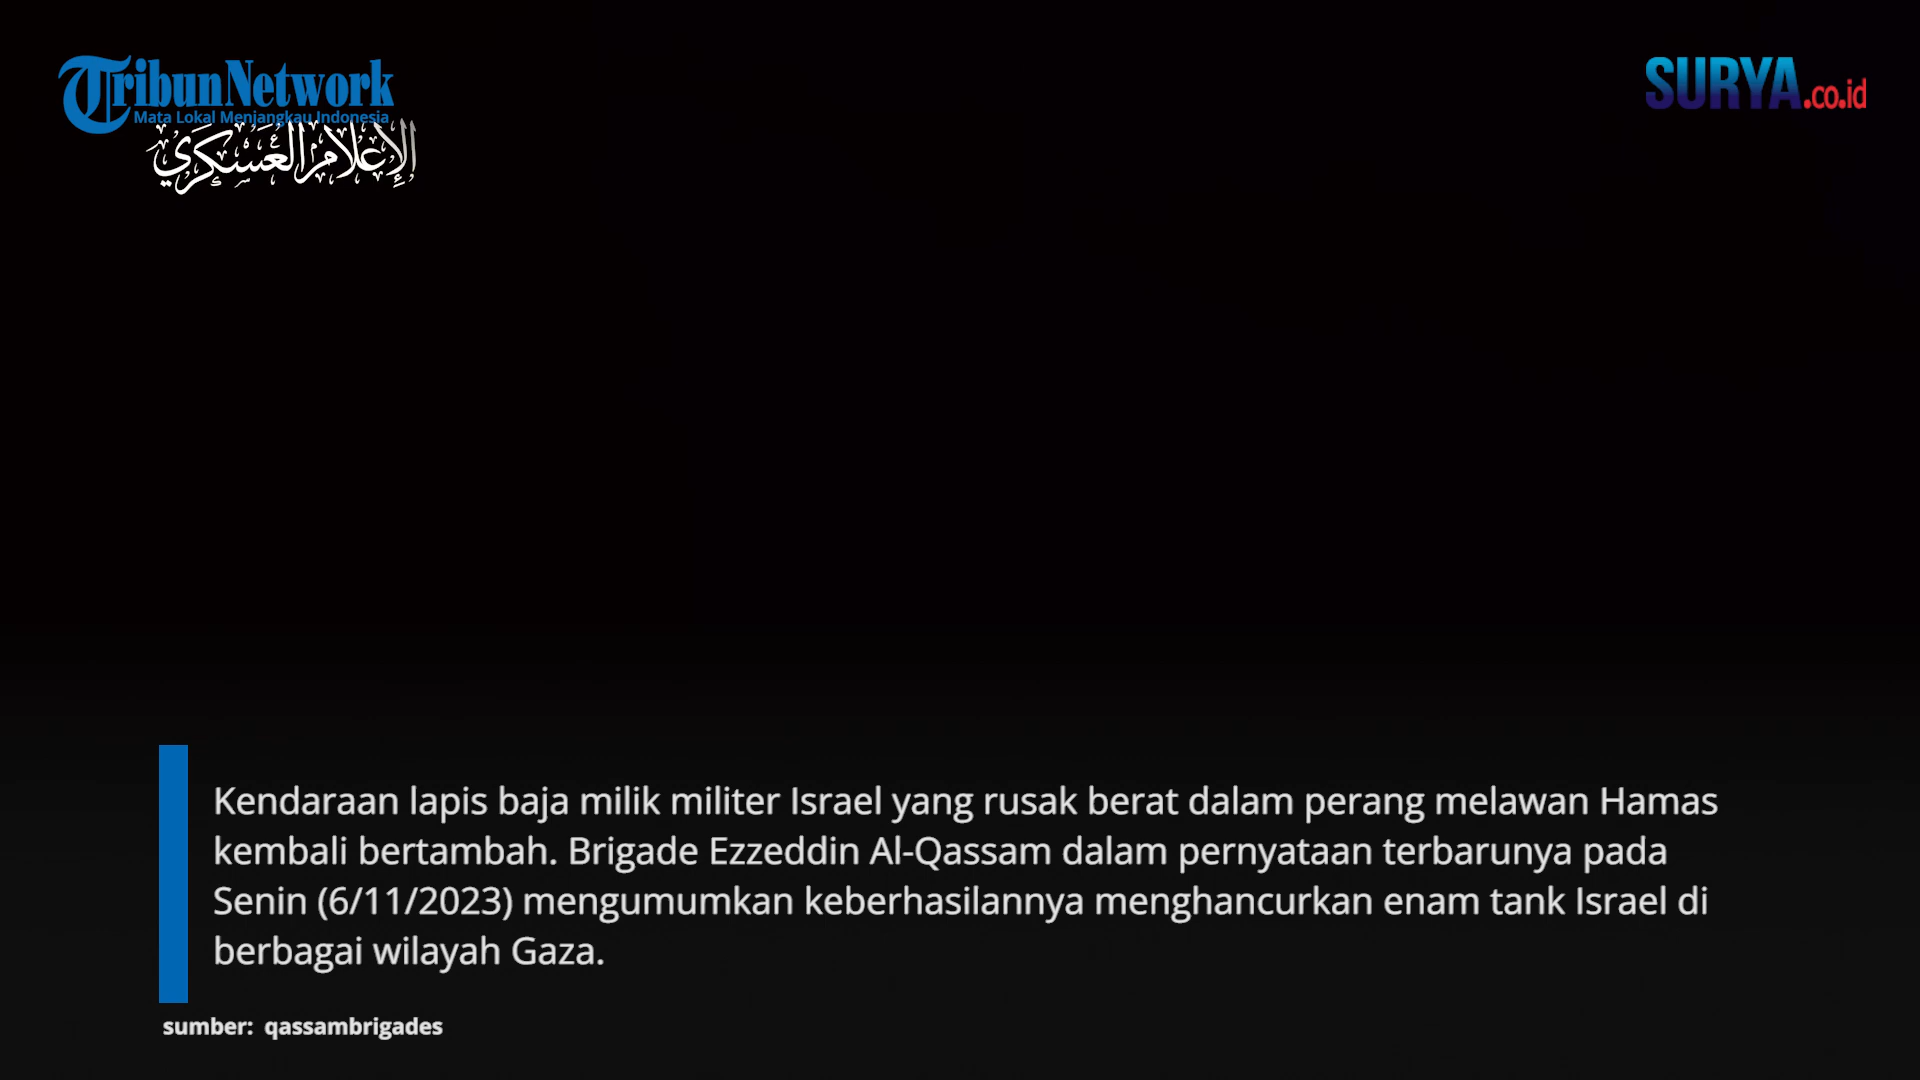 TribunNetwork
Mata Lokal Menjangkau Indonesia
الإعلام العسكري
SURYA.co.id
Kendaraan lapis baja milik militer Israel yang rusak berat dalam perang melawan Hamas
kembali bertambah. Brigade Ezzeddin Al-Qassam dalam pernyataan terbarunya pada
Senin (6/11/2023) mengumumkan keberhasilannya menghancurkan enam tank Israel di
berbagai wilayah Gaza.
sumber: qassambrigades